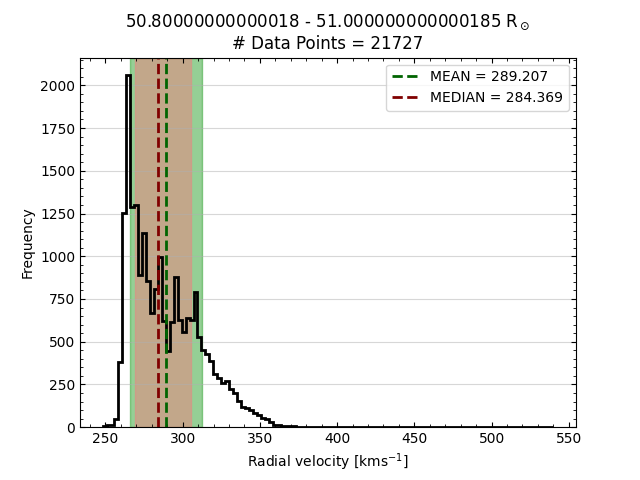 50.80000000000018 - 51.000000000000185 R☉
# Data Points = 21727
MEAN = 289.207
MEDIAN = 284.369
Frequency
2000
1750
1500
1250
1000
750
500
250
0
250 300 350 400 450 500 550
Radial velocity [kms⁻¹]